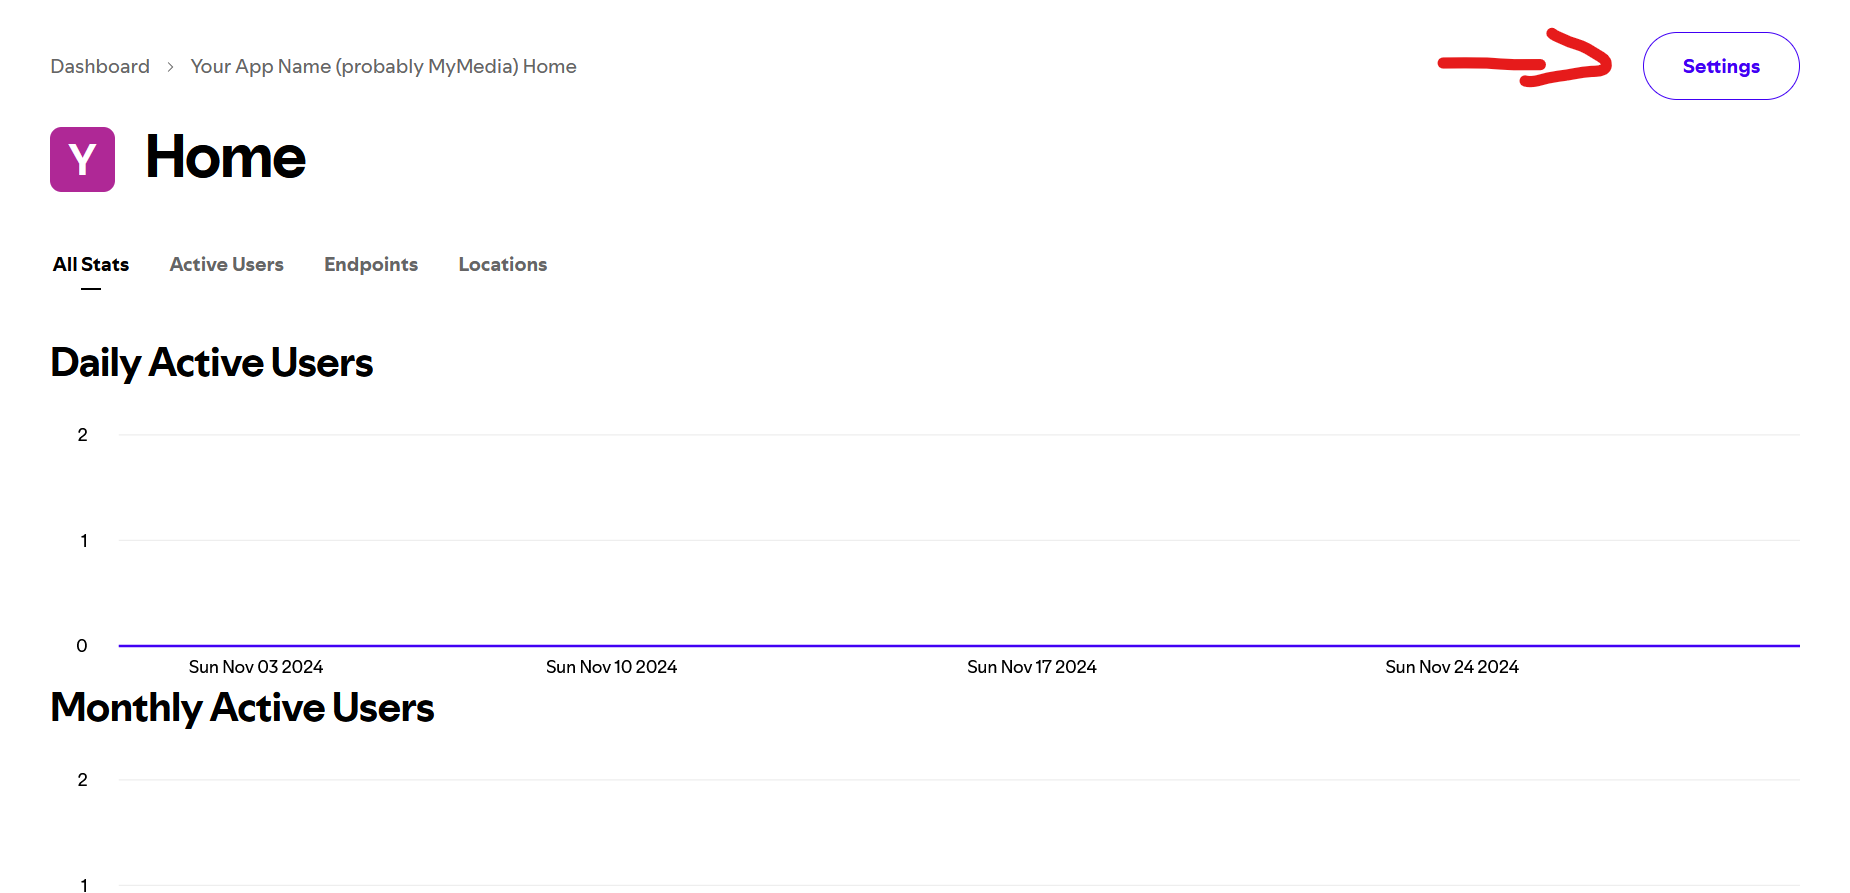 Dashboard > Your App Name (probably MyMedia) Home
Settings
Y Home
All Stats Active Users Endpoints Locations
Daily Active Users
2
1
0
Sun Nov 03 2024 Sun Nov 10 2024 Sun Nov 17 2024 Sun Nov 24 2024
Monthly Active Users
2
1